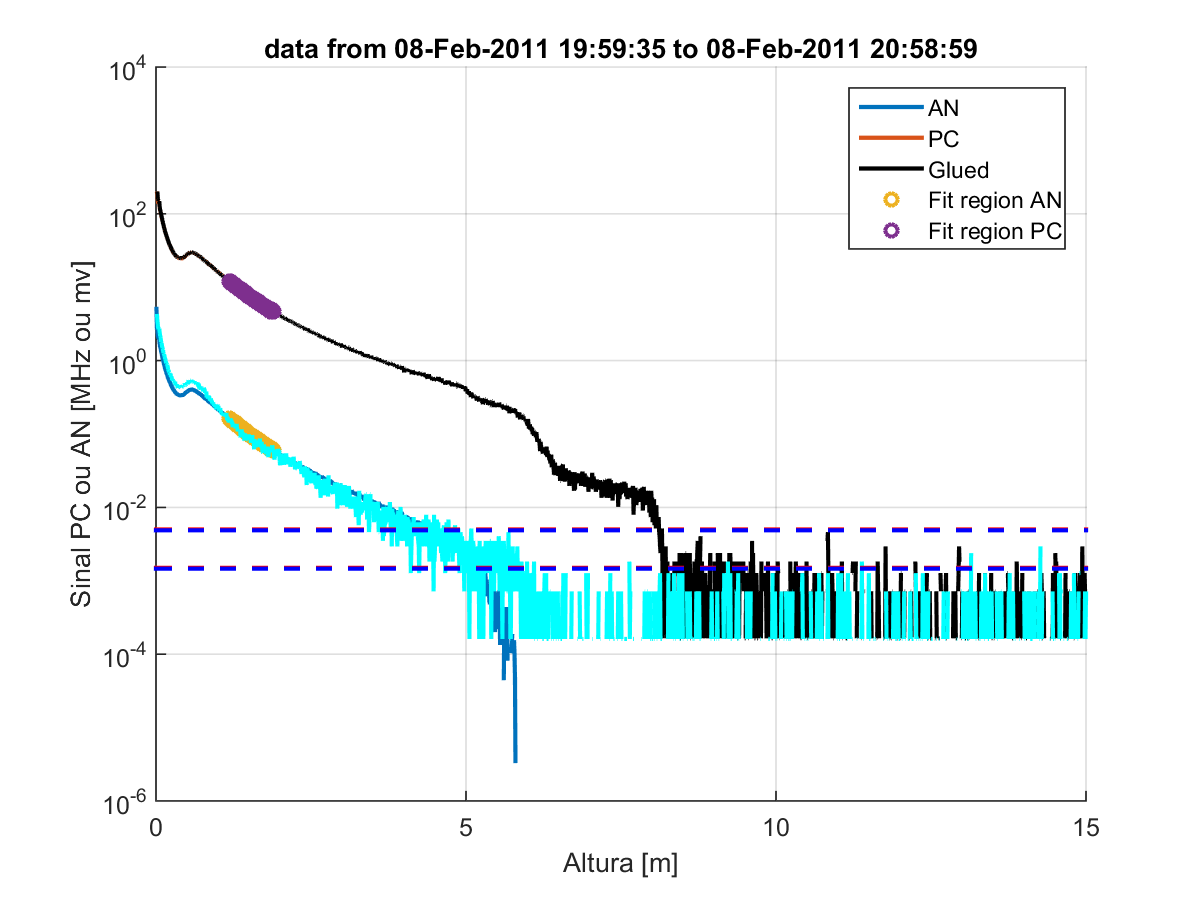 data from 08-Feb-2011 19:59:35 to 08-Feb-2011 20:58:59
Sinal PC ou AN [MHz ou mv]
10^4
10^2
10^0
10^-2
10^-4
10^-6
AN
PC
Glued
Fit region AN
Fit region PC
0
5
10
15
Altura [m]